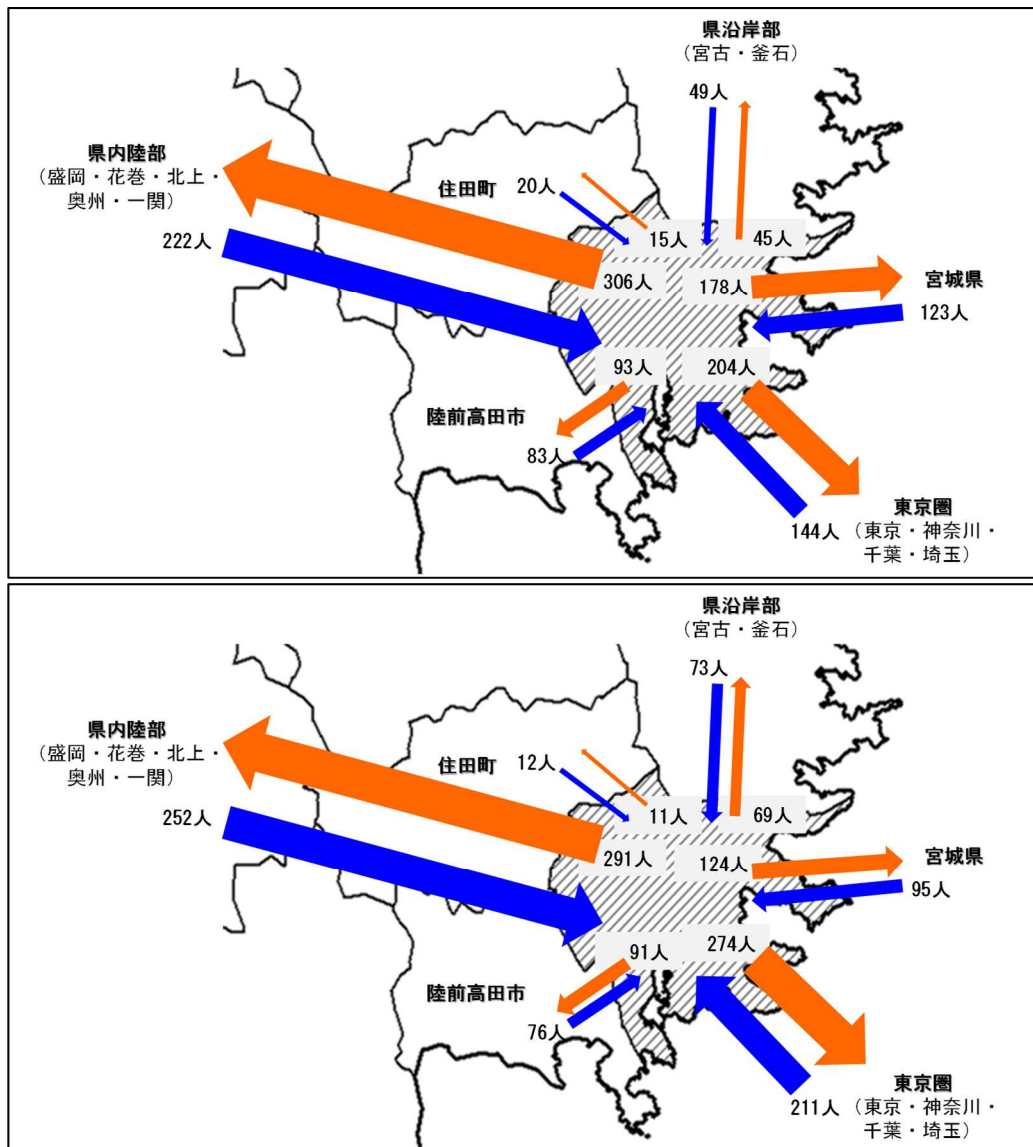 県沿岸部
（宮古・釜石）
49人
県内陸部
（盛岡・花巻・北上・
奥州・一関）
住田町
20人
222人
15人
45人
306人
178人
宮城県
123人
93人
204人
陸前高田市
83人
東京圏
144人
（東京・神奈川・
千葉・埼玉）
県沿岸部
（宮古・釜石）
73人
県内陸部
（盛岡・花巻・北上・
奥州・一関）
住田町
12人
252人
11人
69人
291人
124人
宮城県
95人
91人
274人
陸前高田市
76人
東京圏
211人
（東京・神奈川・
千葉・埼玉）